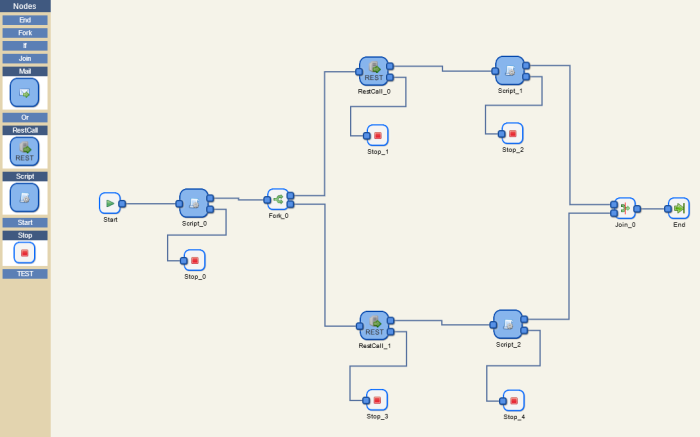 Nodes
End
Fork
If
Join
Mail
Or
RestCall
REST
Script
Start
Stop
TEST
REST
RestCall_0
Script_1
Stop_1
Stop_2
Start
Script_0
Fork_0
Join_0
End
Stop_0
REST
RestCall_1
Script_2
Stop_3
Stop_4